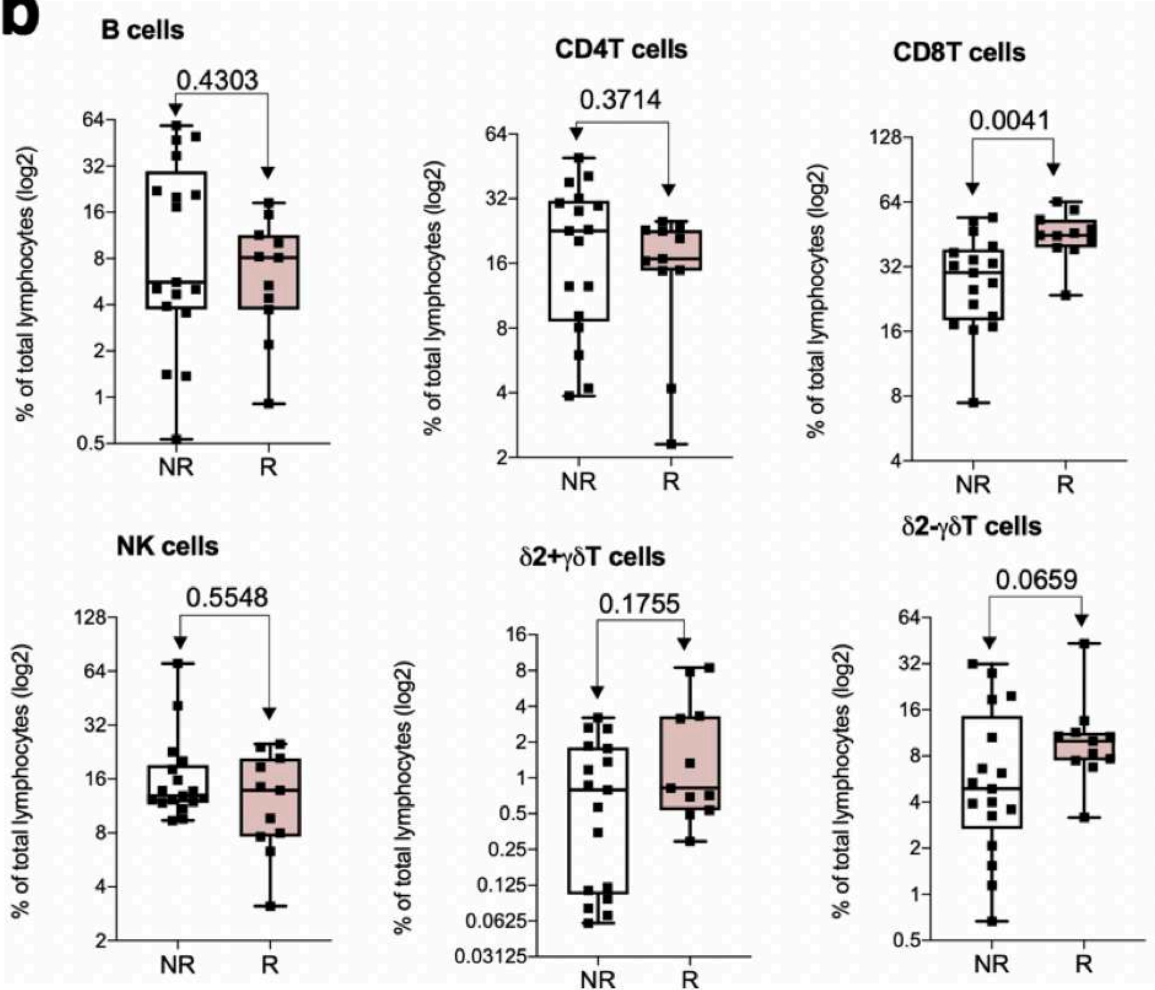 b
B cells
0.4303
% of total lymphocytes (log2)
64
32
16
8
4
2
1
0.5
NR
R
CD4T cells
0.3714
% of total lymphocytes (log2)
64
32
16
8
4
2
NR
R
CD8T cells
0.0041
% of total lymphocytes (log2)
128
64
32
16
8
4
NR
R
NK cells
0.5548
% of total lymphocytes (log2)
128
64
32
16
8
4
2
NR
R
δ2+γδT cells
0.1755
% of total lymphocytes (log2)
16
8
4
2
1
0.5
0.25
0.125
0.0625
0.03125
NR
R
δ2-γδT cells
0.0659
% of total lymphocytes (log2)
64
32
16
8
4
2
1
0.5
NR
R